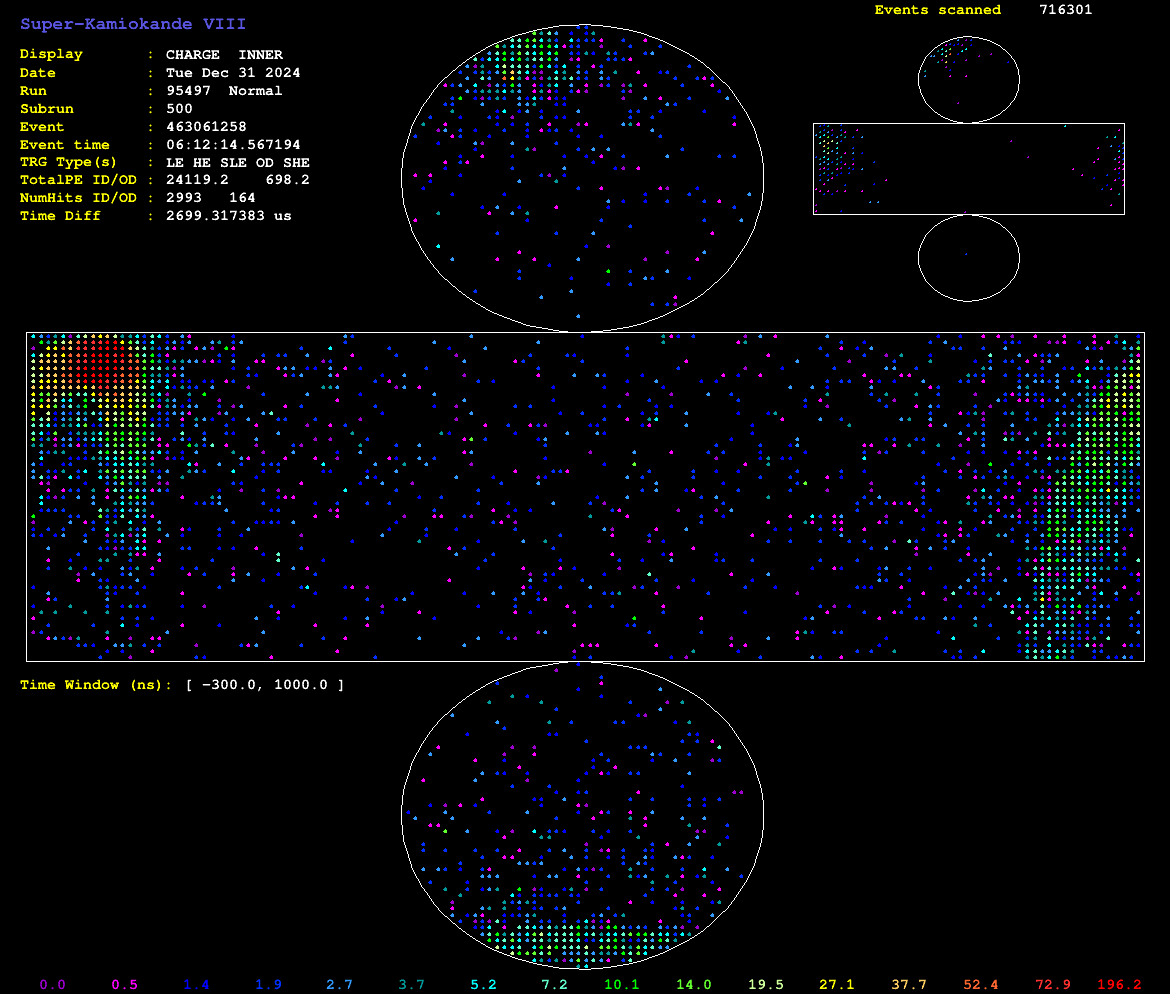 Super-Kamiokande VIII
Events scanned 716301
Display : CHARGE INNER
Date : Tue Dec 31 2024
Run : 95497 Normal
Subrun : 500
Event : 463061258
Event time : 06:12:14.567194
TRG Type(s) : LE HE SLE OD SHE
TotalPE ID/OD : 24119.2 698.2
NumHits ID/OD : 2993 164
Time Diff : 2699.317383 us
Time Window (ns): [ −300.0, 1000.0 ]
0.0 0.5 1.4 1.9 2.7 3.7 5.2 7.2 10.1 14.0 19.5 27.1 37.7 52.4 72.9 196.2